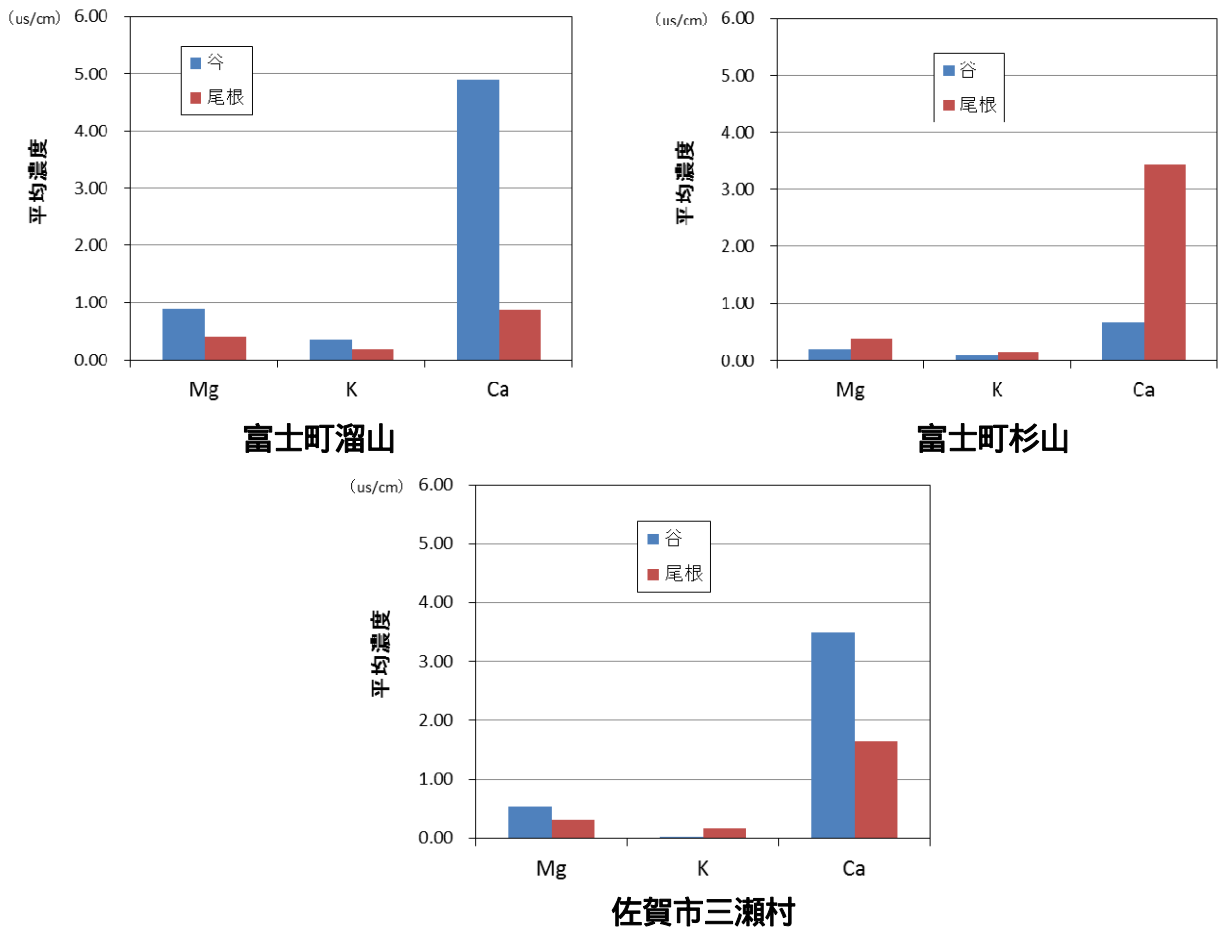 (us/cm)
6.00
5.00
4.00
3.00
2.00
1.00
0.00
平均濃度
谷
尾根
Mg
K
Ca
富士町溜山
(us/cm)
6.00
5.00
4.00
3.00
2.00
1.00
0.00
平均濃度
谷
尾根
Mg
K
Ca
富士町杉山
(us/cm)
6.00
5.00
4.00
3.00
2.00
1.00
0.00
平均濃度
谷
尾根
Mg
K
Ca
佐賀市三瀬村